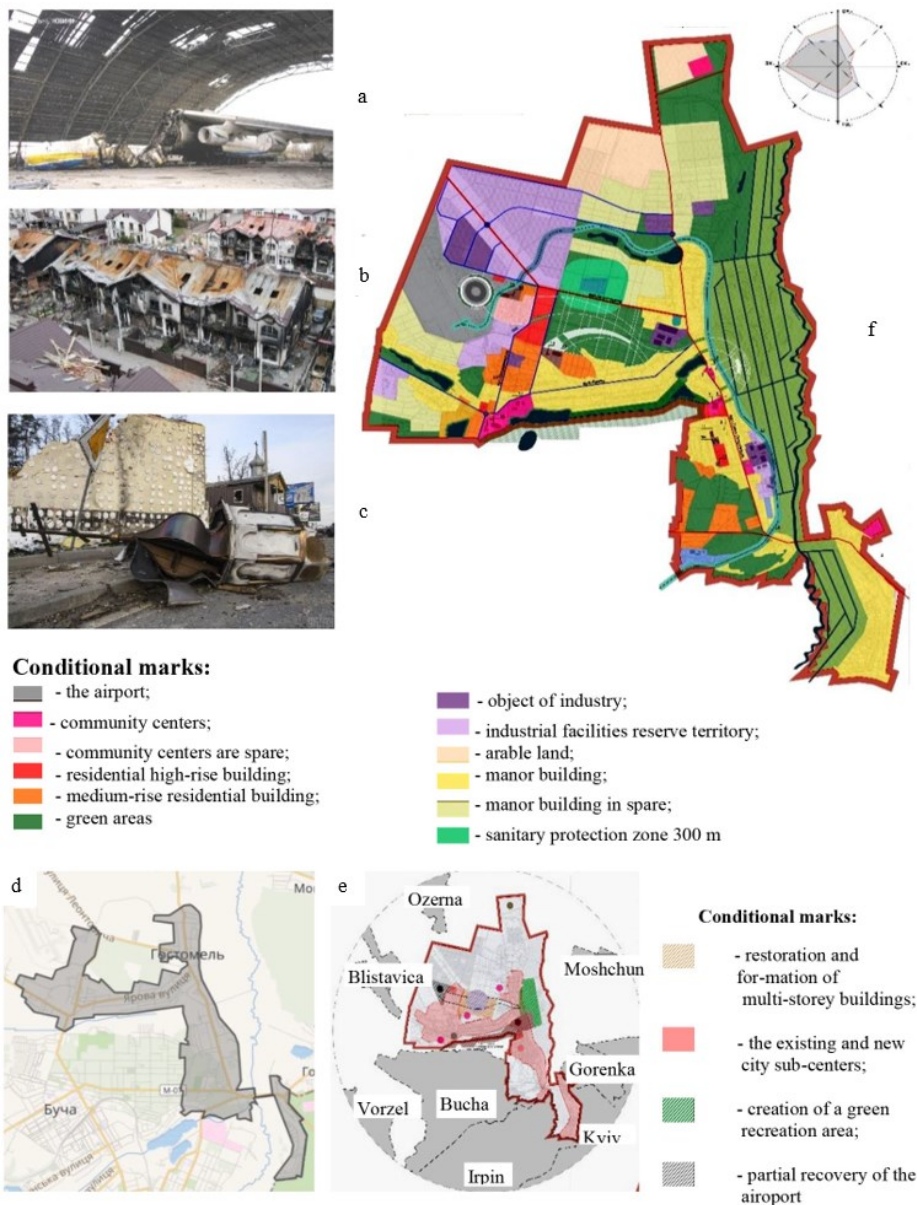 a
b
f
c
Conditional marks:
- the airport;
- community centers;
- community centers are spare;
- residential high-rise building;
- medium-rise residential building;
- green areas
- object of industry;
- industrial facilities reserve territory;
- arable land;
- manor building;
- manor building in spare;
- sanitary protection zone 300 m
d
Гостомель
Ярова вулиця
Буча
e
Ozerna
Blistavica
Moshchun
Gorenka
Vorzel
Bucha
Kyiv
Irpin
Conditional marks:
- restoration and
for-mation of
multi-storey buildings;
- the existing and new
city sub-centers;
- creation of a green
recreation area;
- partial recovery of the
airoport